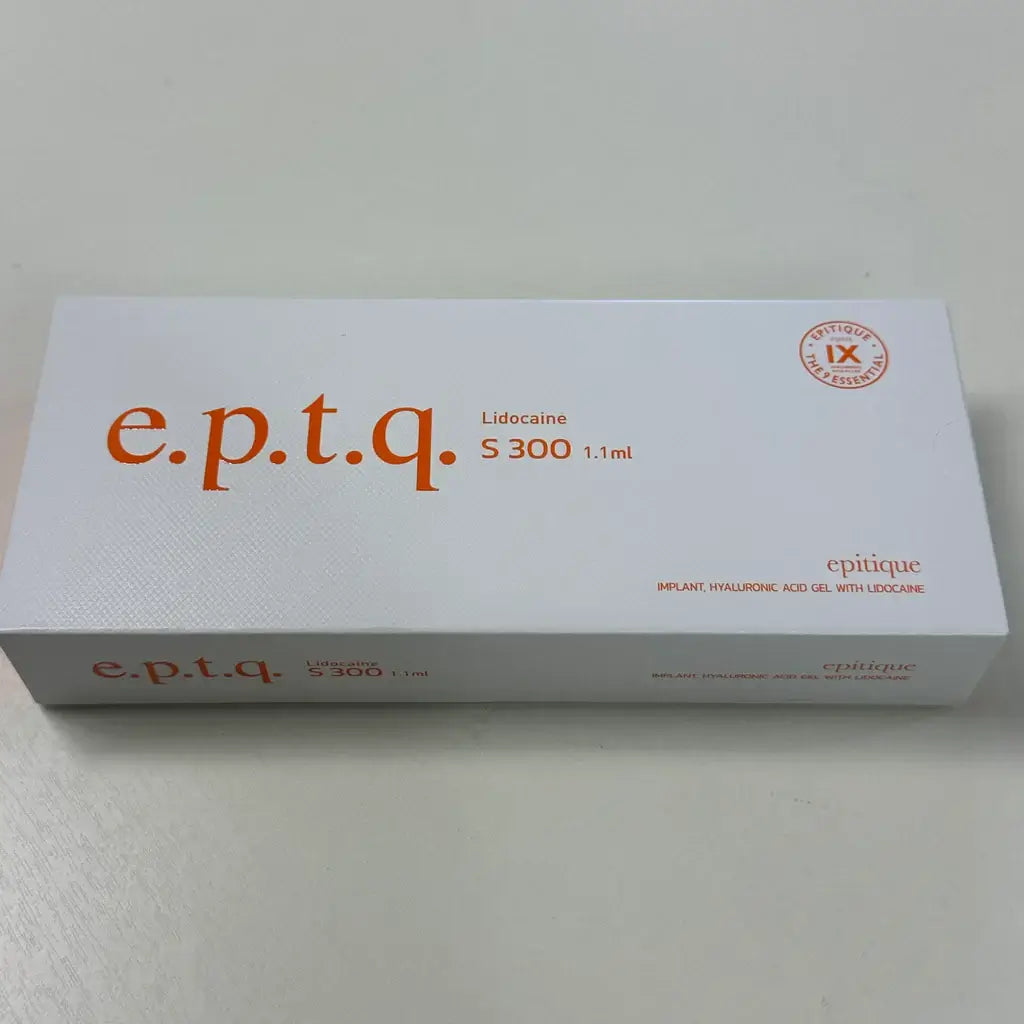 EPITIQUE
IX
THE 9 ESSENTIAL
e.p.t.q.
Lidocaine
S 300 1.1ml
epitique
IMPLANT, HYALURONIC ACID GEL WITH LIDOCAINE
e.p.t.q.
Lidocaine
S 300 1.1ml
epitique
IMPLANT, HYALURONIC ACID GEL WITH LIDOCAINE